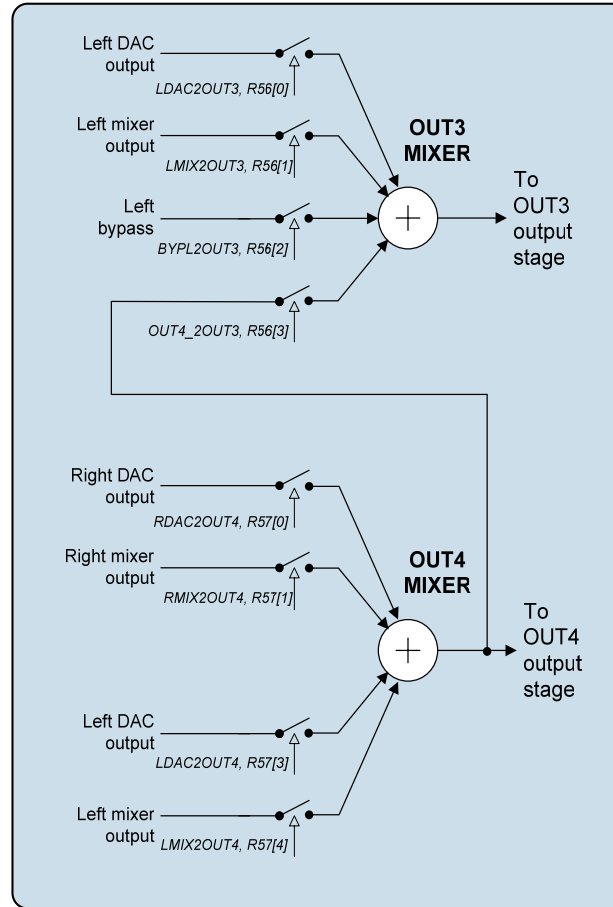 Left DAC
output
LDAC2OUT3, R56[0]
Left mixer
output
LMIX2OUT3, R56[1]
OUT3
MIXER
Left
bypass
BYPL2OUT3, R56[2]
To
OUT3
output
stage
OUT4_2OUT3, R56[3]
Right DAC
output
RDAC2OUT4, R57[0]
Right mixer
output
RMIX2OUT4, R57[1]
OUT4
MIXER
To
OUT4
output
stage
Left DAC
output
LDAC2OUT4, R57[3]
Left mixer
output
LMIX2OUT4, R57[4]